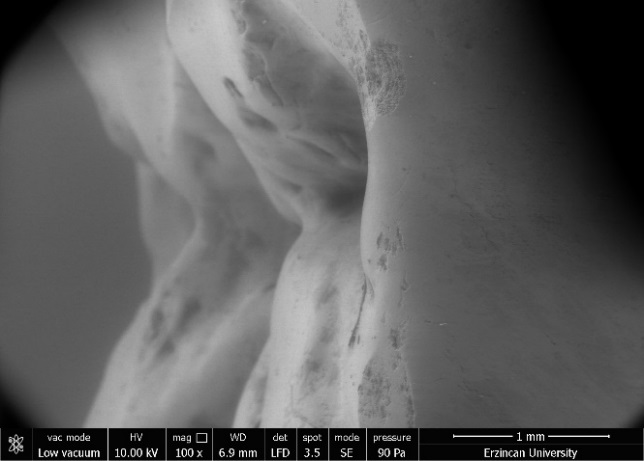 vac mode HV mag WD det spot mode pressure 1 mm
Low vacuum 10.00 kV 100 x 6.9 mm LFD 3.5 SE 90 Pa Erzincan University